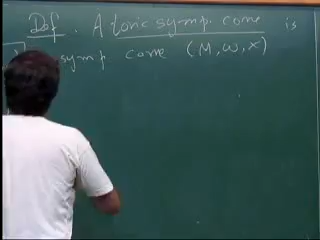 Def. A toric symp. cone is
symp. cone (M, ω, X)